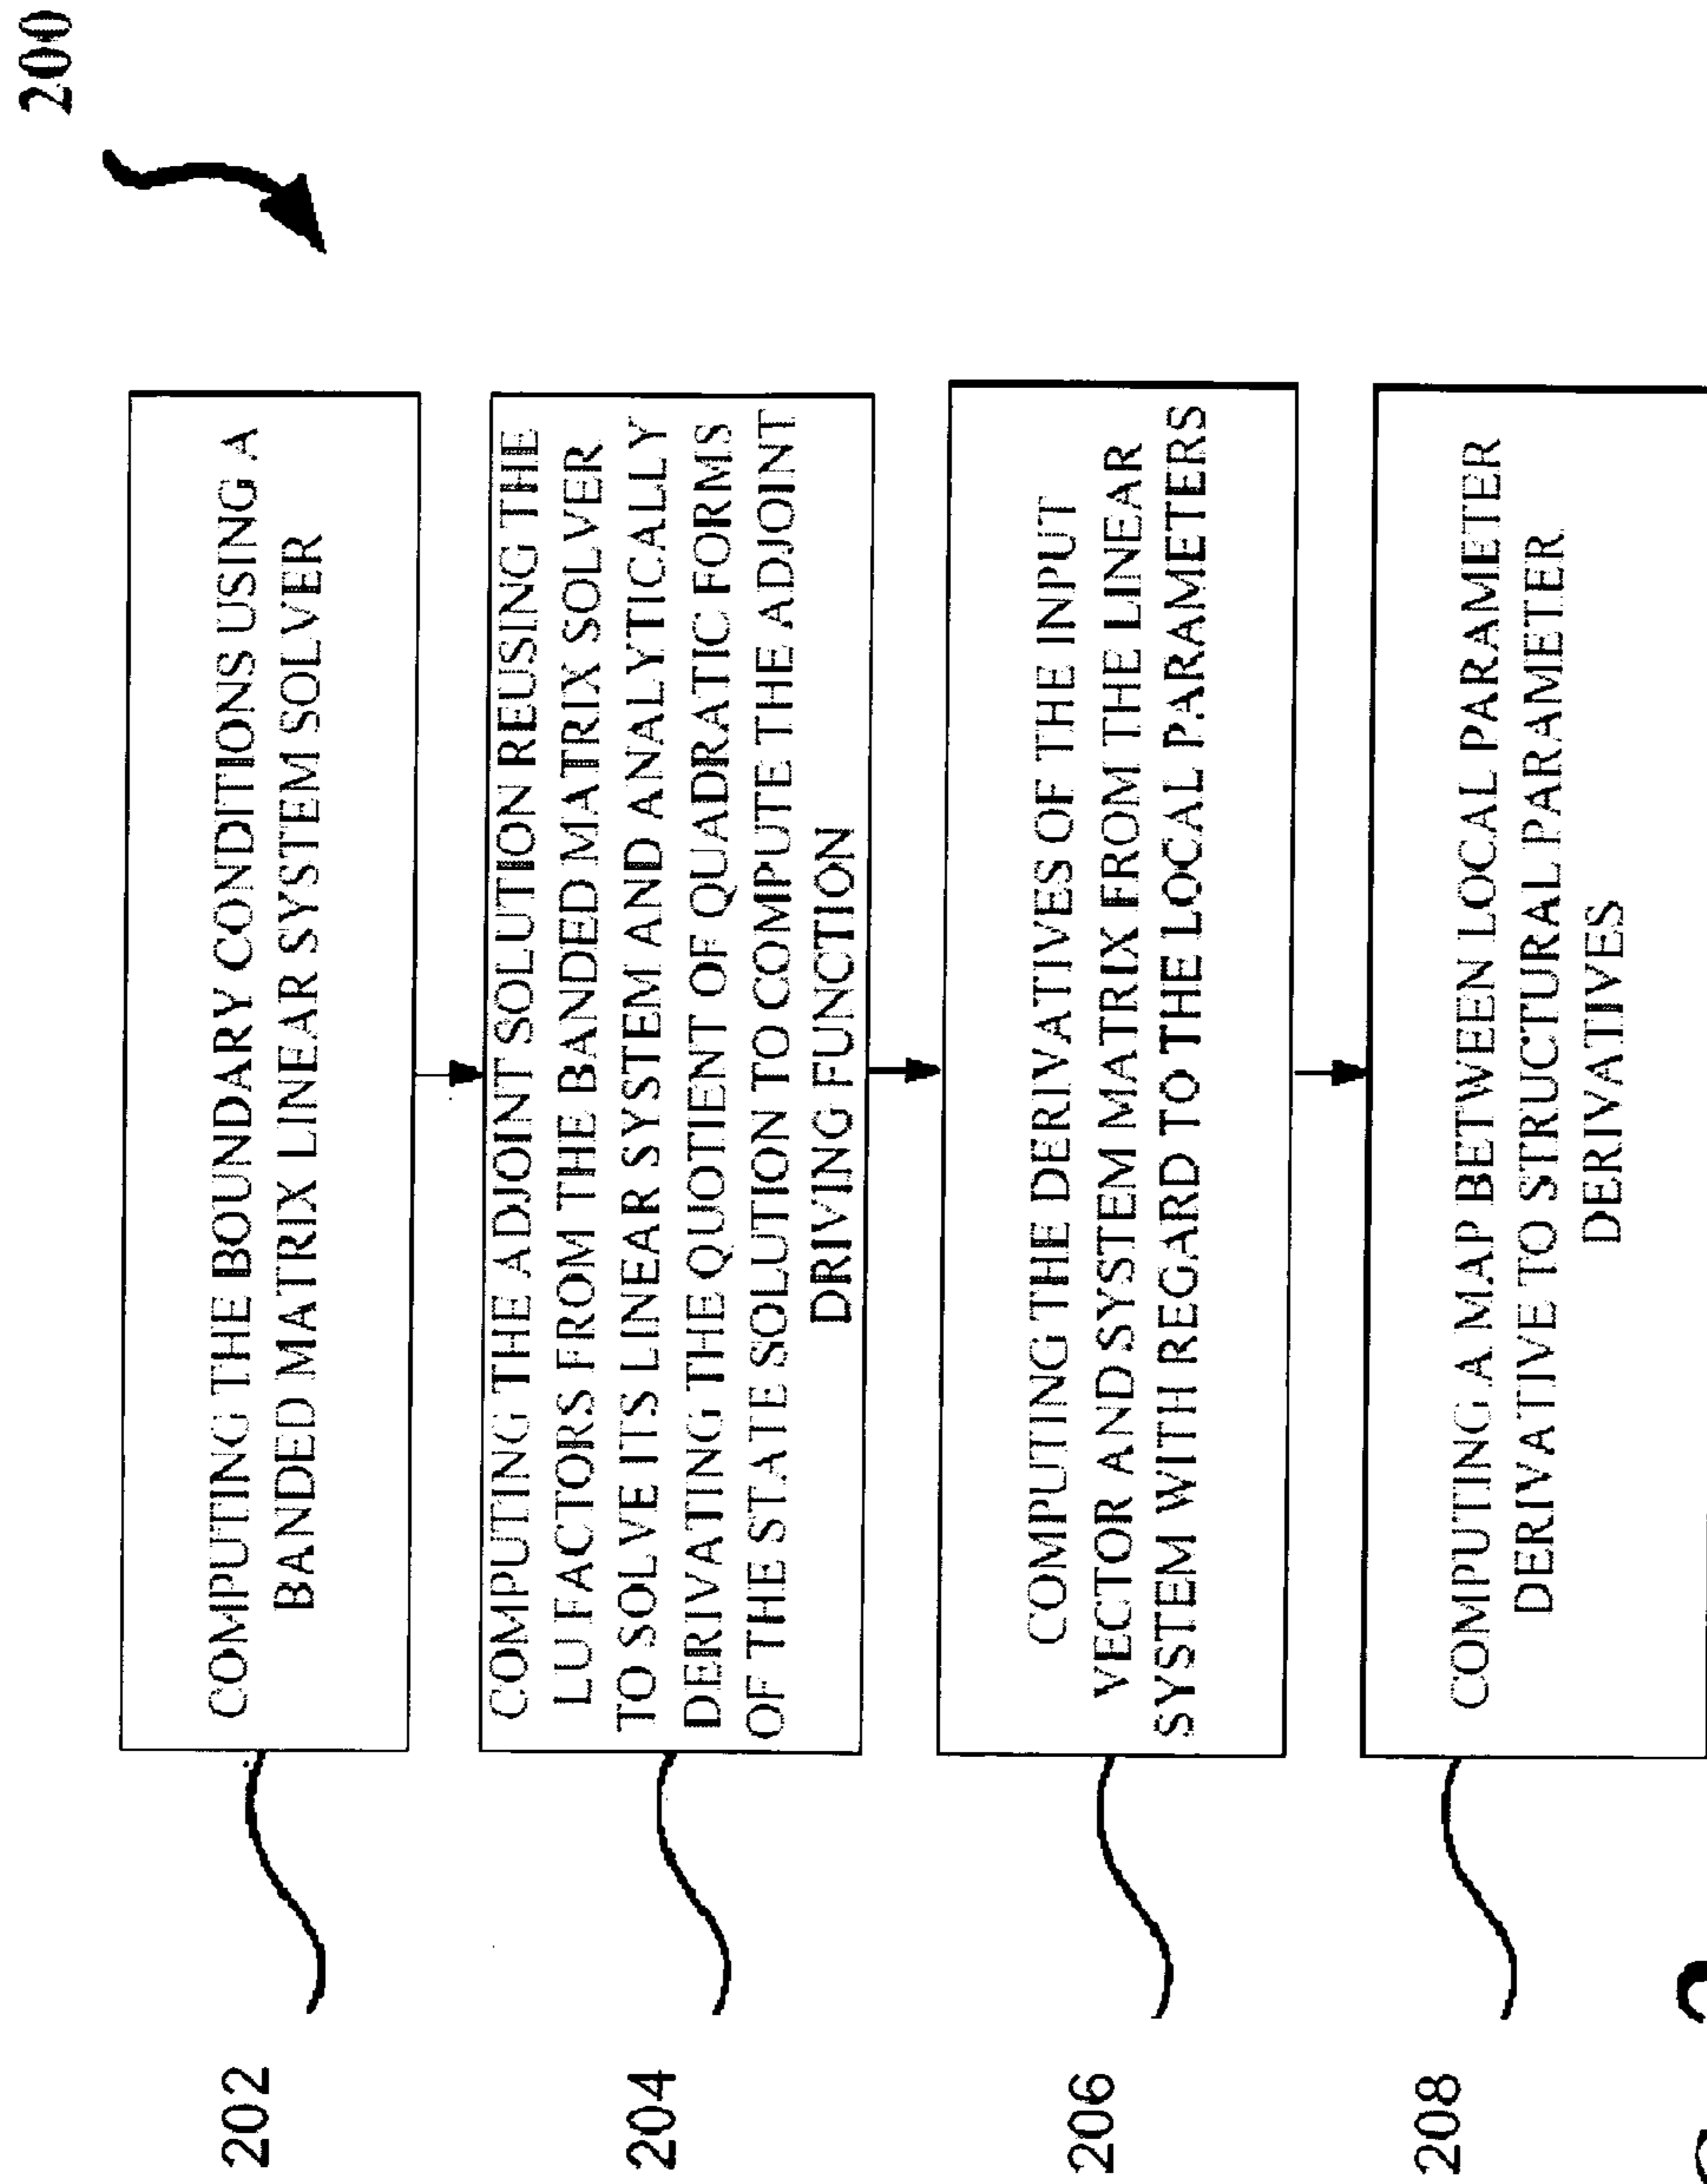 200
COMPUTING THE BOUNDARY CONDITIONS USING A
BANDED MATRIX LINEAR SYSTEM SOLVER
202
COMPUTING THE ADJOINT SOLUTION REUSING THE
LU FACTORS FROM THE BANDED MATRIX SOLVER
TO SOLVE ITS LINEAR SYSTEM AND ANALYTICALLY
DERIVATING THE QUOTIENT OF QUADRATIC FORMS
OF THE STATE SOLUTION TO COMPUTE THE ADJOINT
DRIVING FUNCTION
204
COMPUTING THE DERIVATIVES OF THE INPUT
VECTOR AND SYSTEM MATRIX FROM THE LINEAR
SYSTEM WITH REGARD TO THE LOCAL PARAMETERS
206
COMPUTING A MAP BETWEEN LOCAL PARAMETER
DERIVATIVE TO STRUCTURAL PARAMETER
DERIVATIVES
208